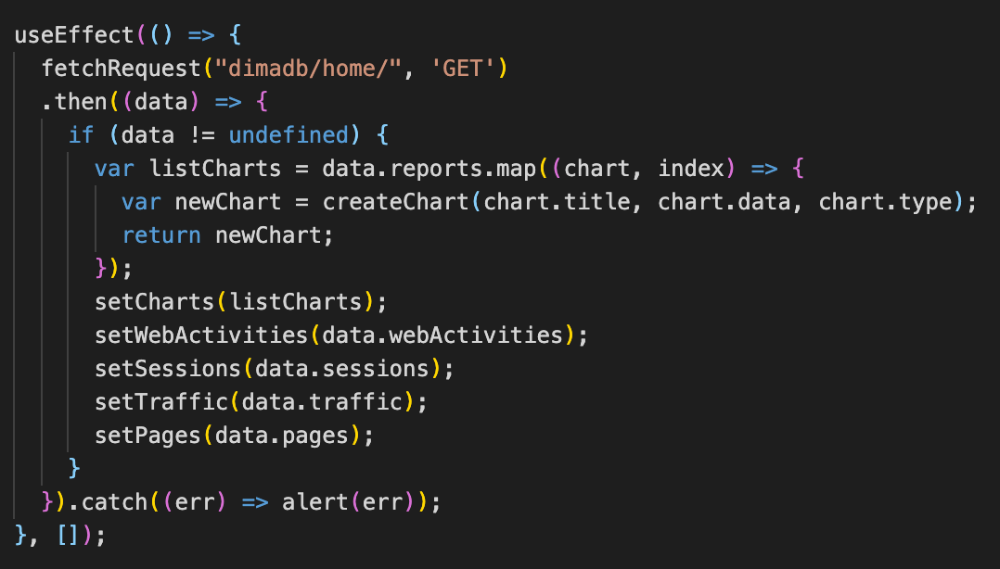 useEffect(() => {
  fetchRequest("dimadb/home/", 'GET')
  .then((data) => {
    if (data != undefined) {
      var listCharts = data.reports.map((chart, index) => {
        var newChart = createChart(chart.title, chart.data, chart.type);
        return newChart;
      });
      setCharts(listCharts);
      setWebActivities(data.webActivities);
      setSessions(data.sessions);
      setTraffic(data.traffic);
      setPages(data.pages);
    }
  }).catch((err) => alert(err));
}, []);